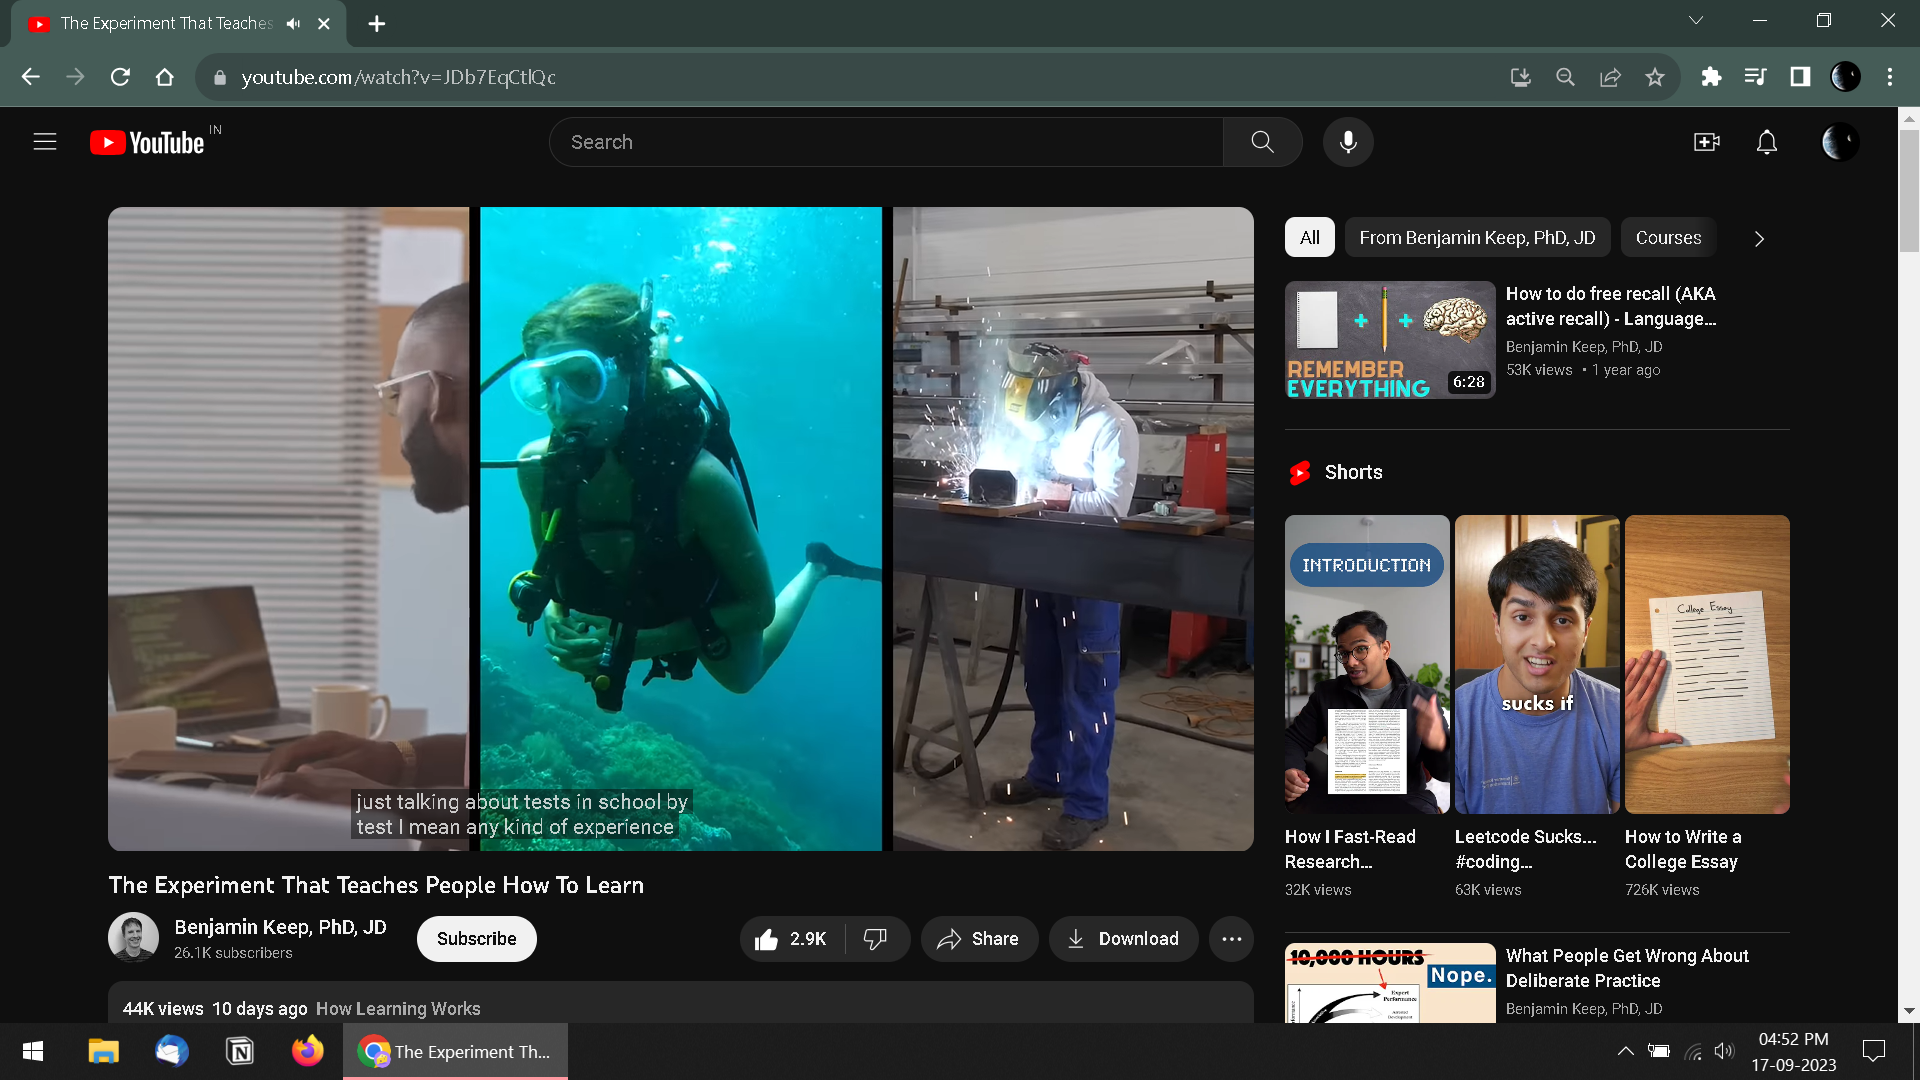 The Experiment That Teaches
youtube.com/watch?v=JDb7EqCtlQc
YouTube IN
Search
just talking about tests in school by
test I mean any kind of experience
The Experiment That Teaches People How To Learn
Benjamin Keep, PhD, JD
26.1K subscribers
Subscribe
2.9K
Share
Download
44K views 10 days ago How Learning Works
All
From Benjamin Keep, PhD, JD
Courses
REMEMBER
EVERYTHING
6:28
How to do free recall (AKA
active recall) - Language...
Benjamin Keep, PhD, JD
53K views • 1 year ago
Shorts
INTRODUCTION
sucks if
College Essay
How I Fast-Read
Research...
32K views
Leetcode Sucks...
#coding...
63K views
How to Write a
College Essay
726K views
10,000 HOURS
Nope.
Expert
Performance
What People Get Wrong About
Deliberate Practice
Benjamin Keep, PhD, JD
The Experiment Th...
04:52 PM
17-09-2023